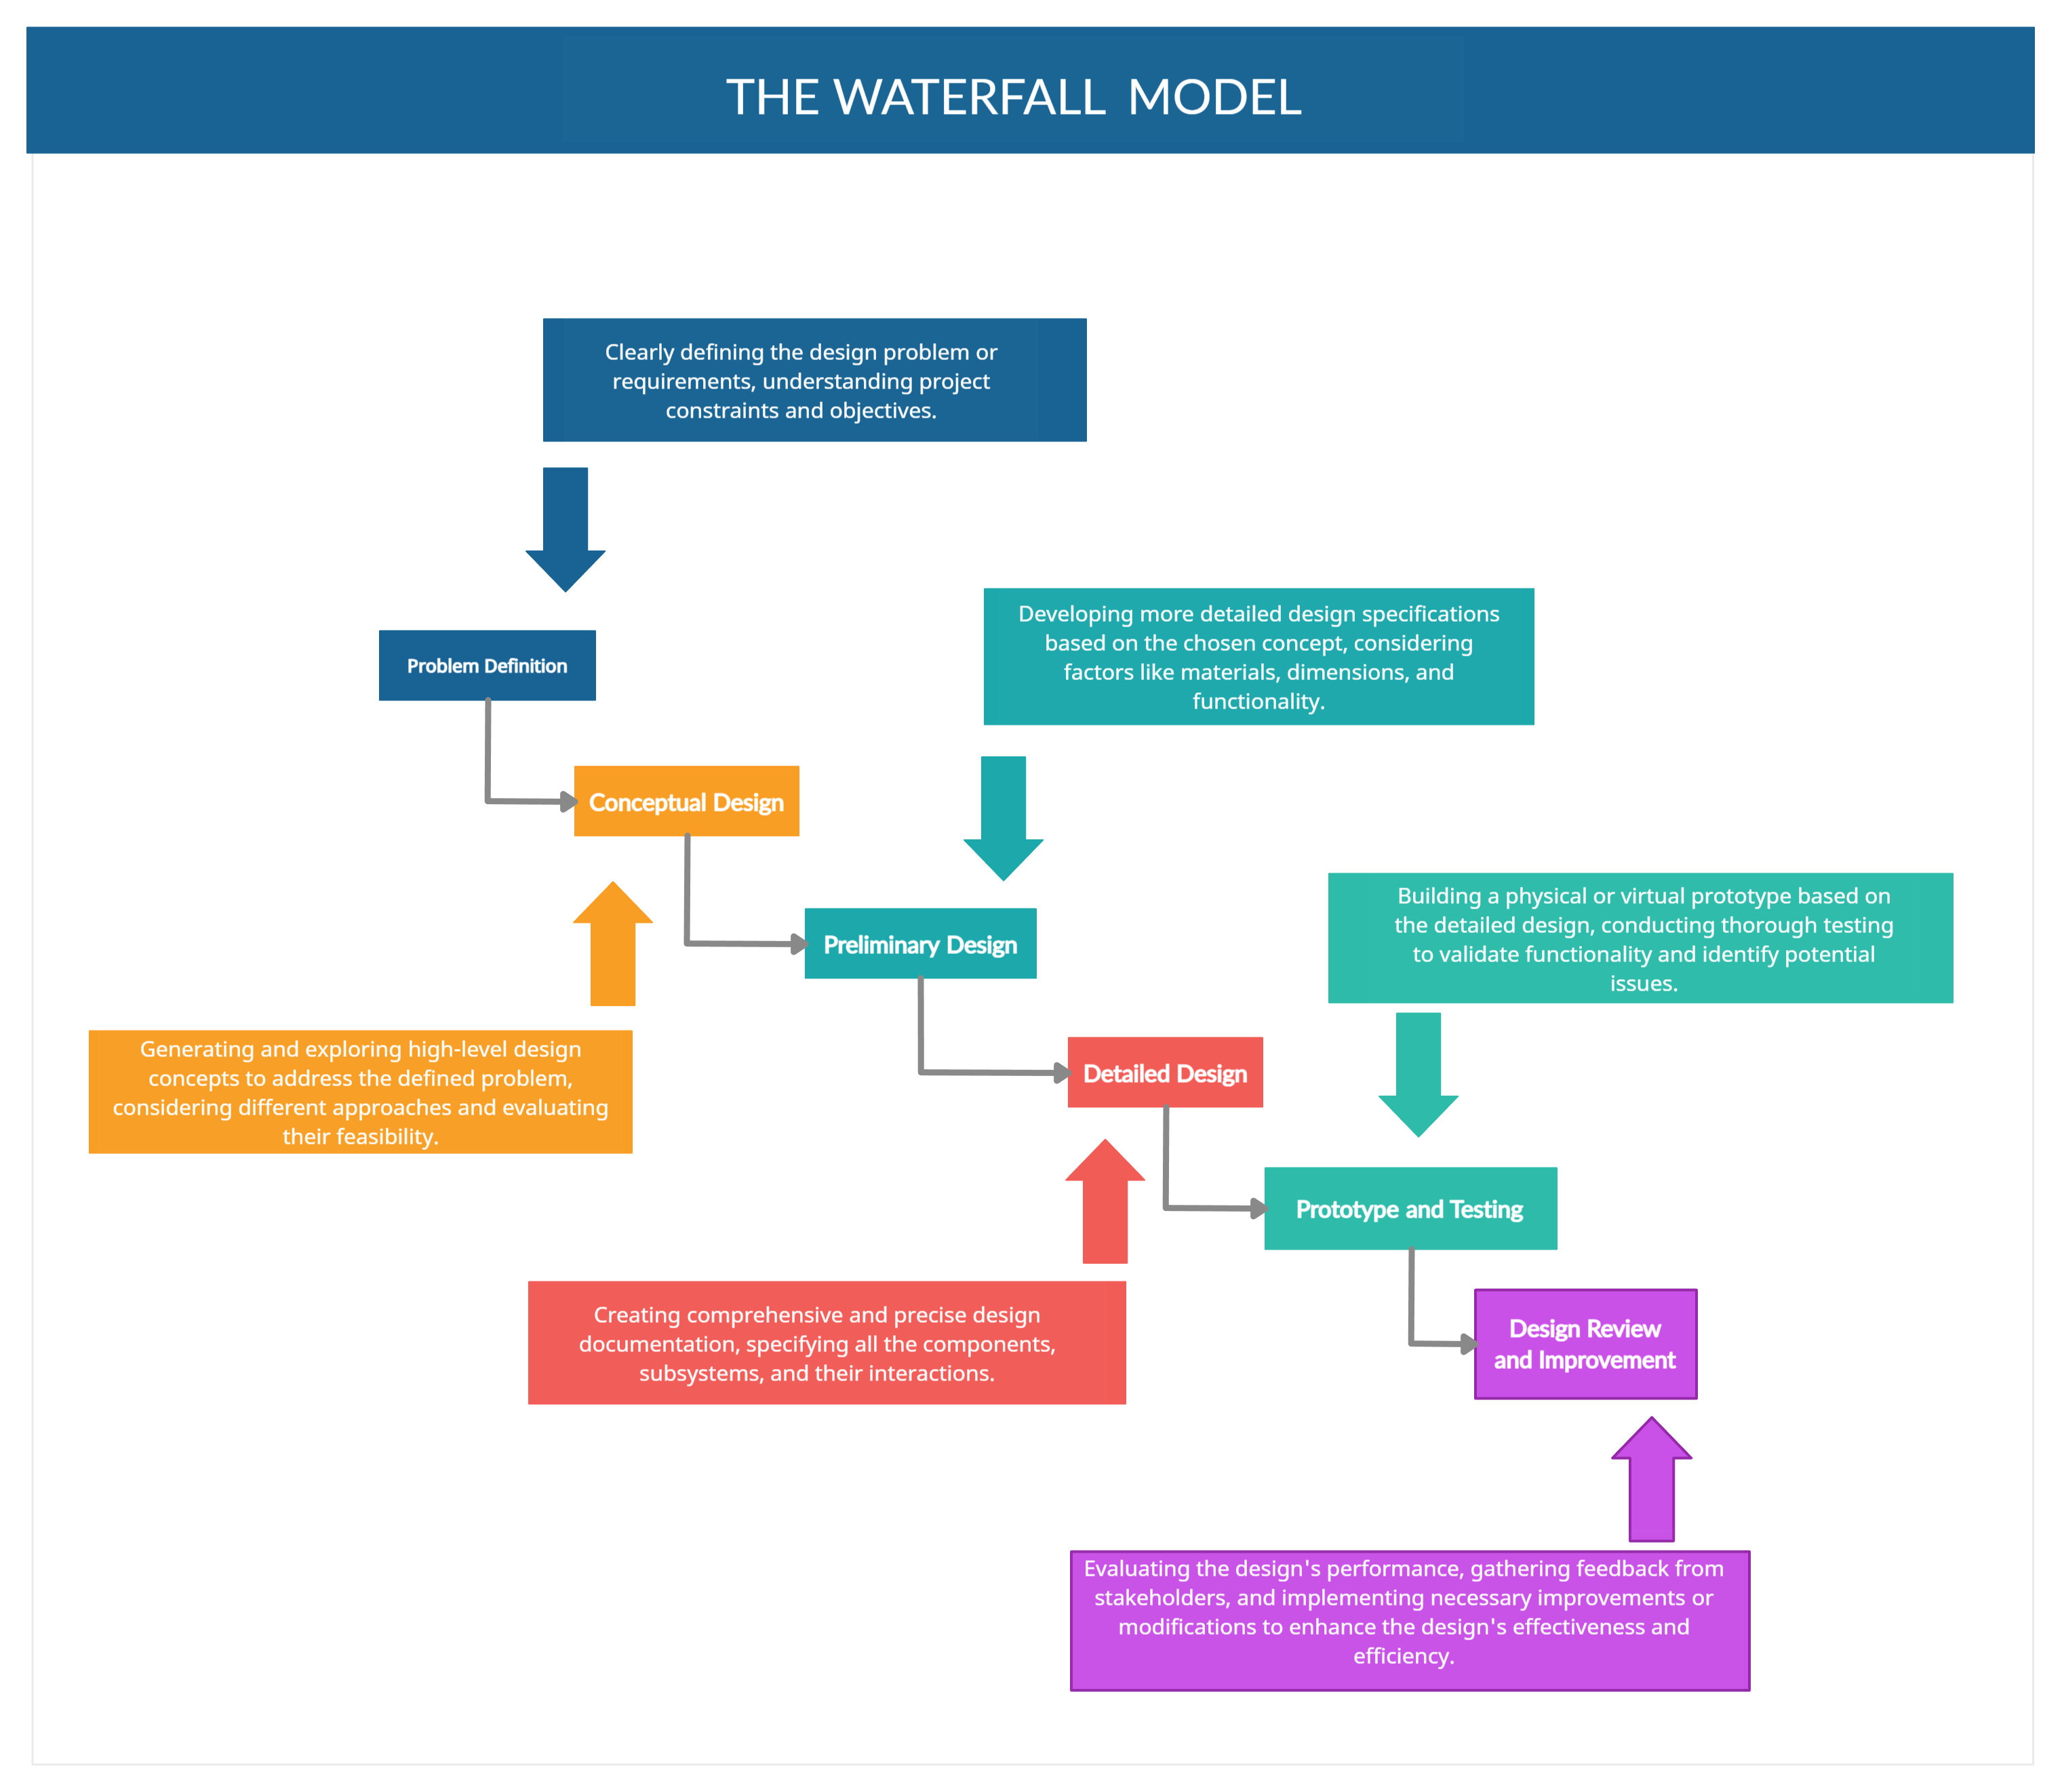 THE WATERFALL MODEL
Clearly defining the design problem or
requirements, understanding project
constraints and objectives.
Problem Definition
Developing more detailed design specifications
based on the chosen concept, considering
factors like materials, dimensions, and
functionality.
Conceptual Design
Preliminary Design
Building a physical or virtual prototype based on
the detailed design, conducting thorough testing
to validate functionality and identify potential
issues.
Generating and exploring high-level design
concepts to address the defined problem,
considering different approaches and evaluating
their feasibility.
Detailed Design
Prototype and Testing
Creating comprehensive and precise design
documentation, specifying all the components,
subsystems, and their interactions.
Design Review
and Improvement
Evaluating the design's performance, gathering feedback from
stakeholders, and implementing necessary improvements or
modifications to enhance the design's effectiveness and
efficiency.